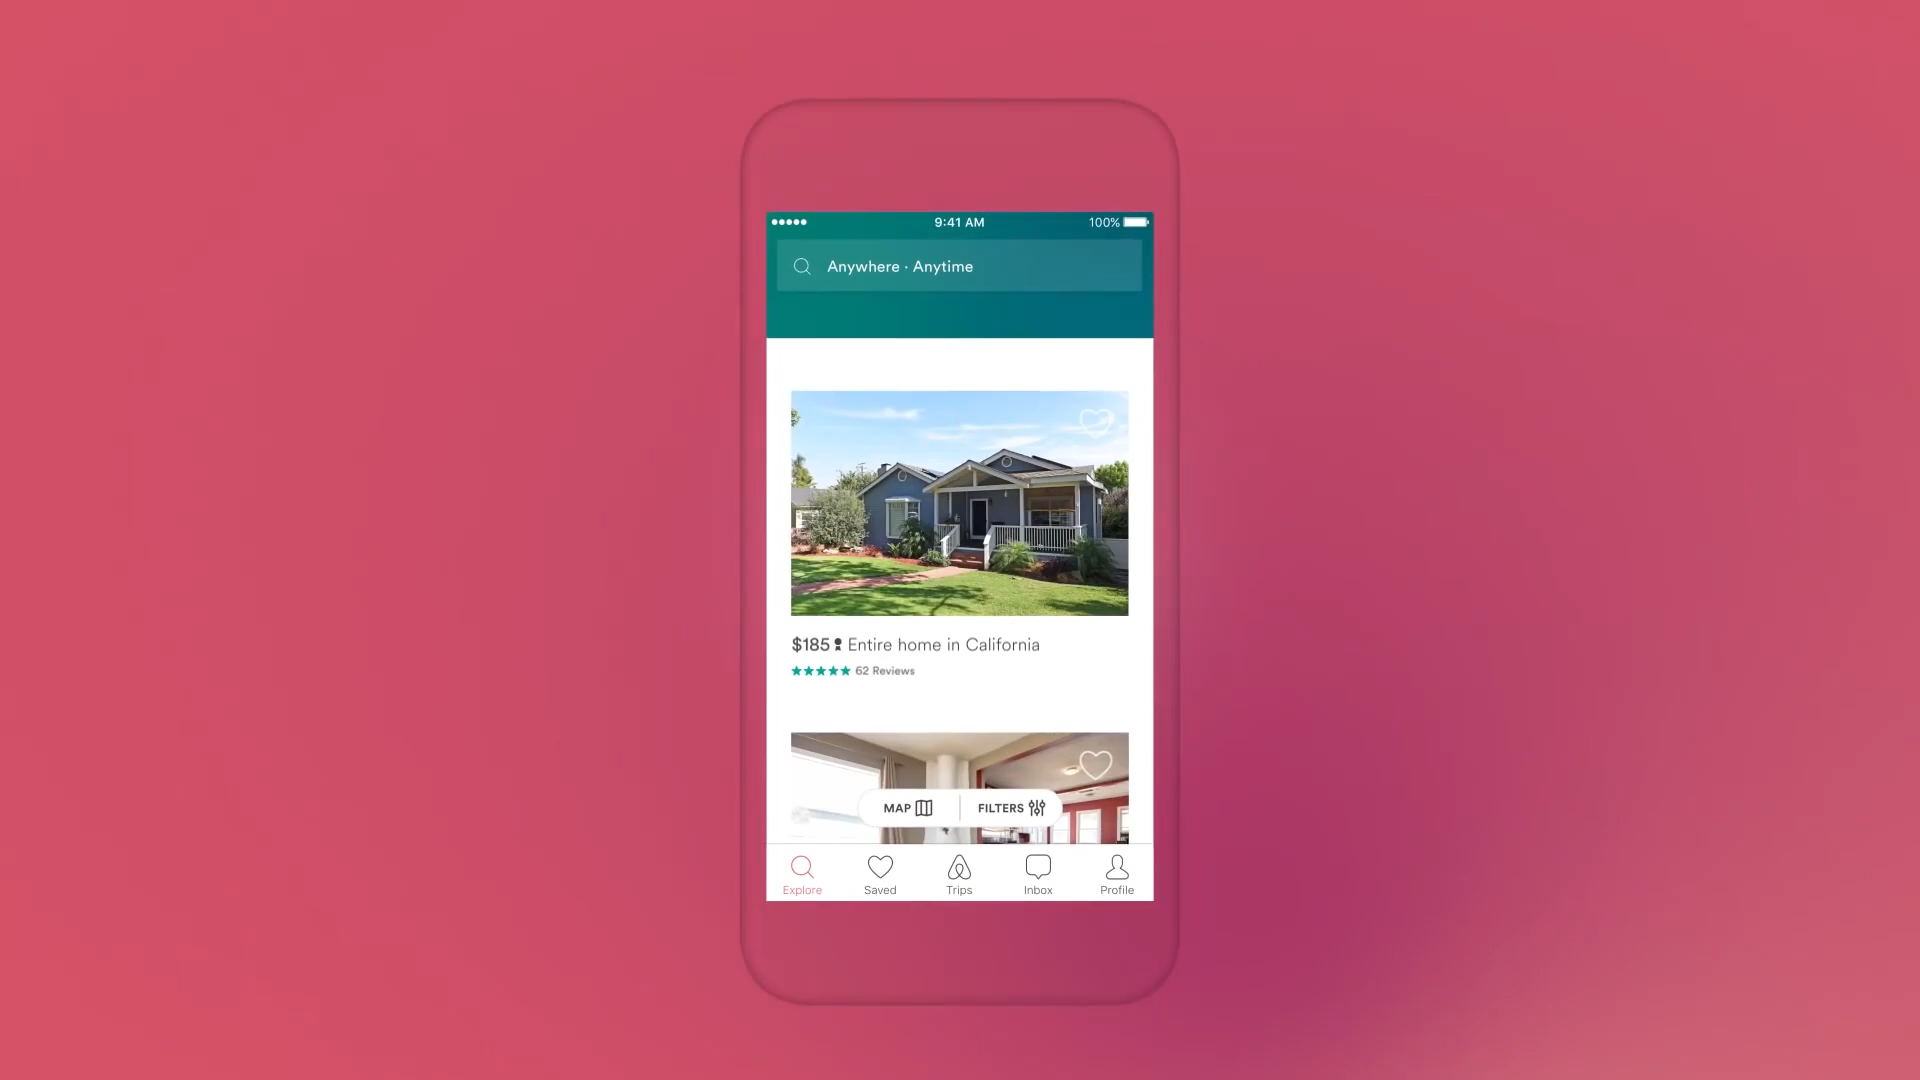 9:41 AM
100%
Anywhere · Anytime
$185 Entire home in California
62 Reviews
MAP
FILTERS
Explore
Saved
Trips
Inbox
Profile